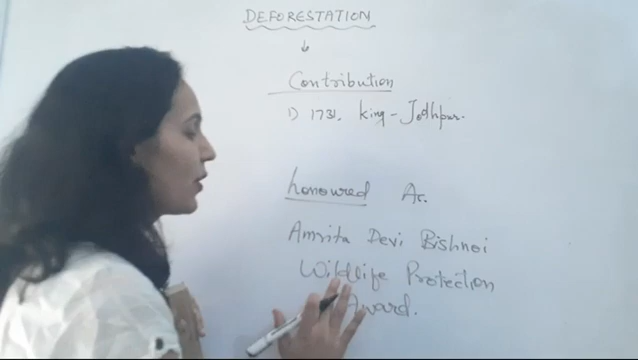 DEFORESTATION
Contribution
1) 1731. King - Jodhpur.
honoured As.
Amrita Devi Bishnoi
Wildlife Protection
Award.